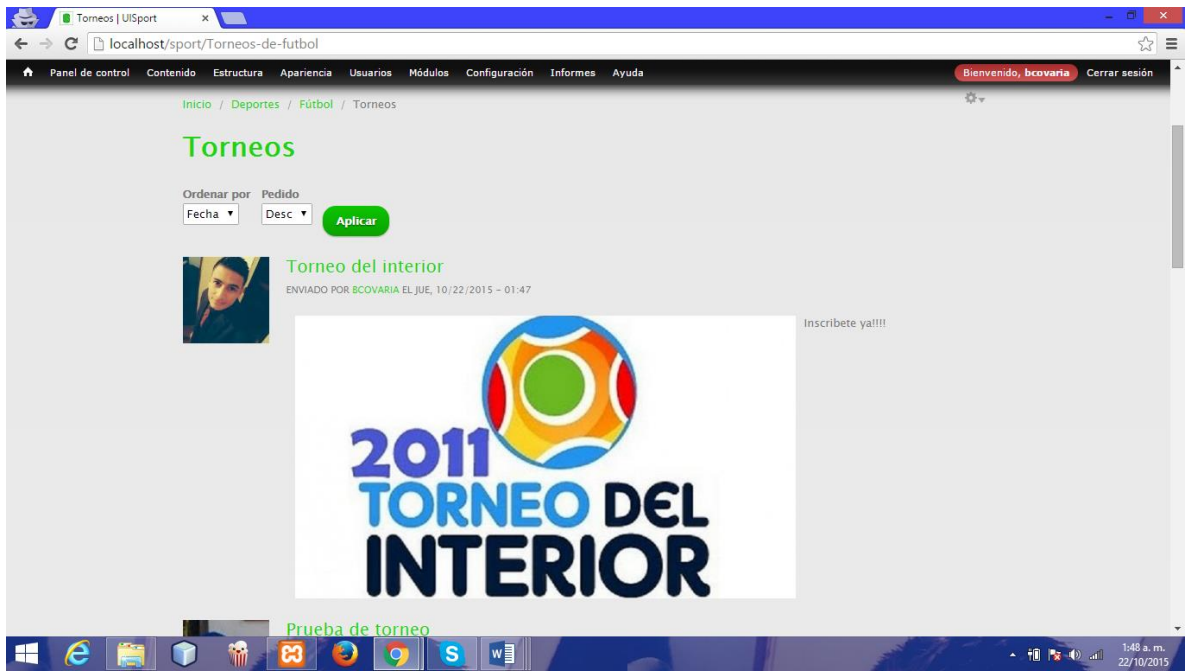 Torneos | UISport
localhost/sport/Torneos-de-futbol
Panel de control Contenido Estructura Apariencia Usuarios Módulos Configuración Informes Ayuda Bienvenido, bcovaria Cerrar sesión
Inicio / Deportes / Fútbol / Torneos
Torneos
Ordenar por Pedido
Fecha Desc Aplicar
Torneo del interior
ENVIADO POR BCOVARIA EL JUE, 10/22/2015 - 01:47
Inscribete ya!!!!
2011
TORNEO DEL
INTERIOR
Prueba de torneo
1:48 a. m.
22/10/2015